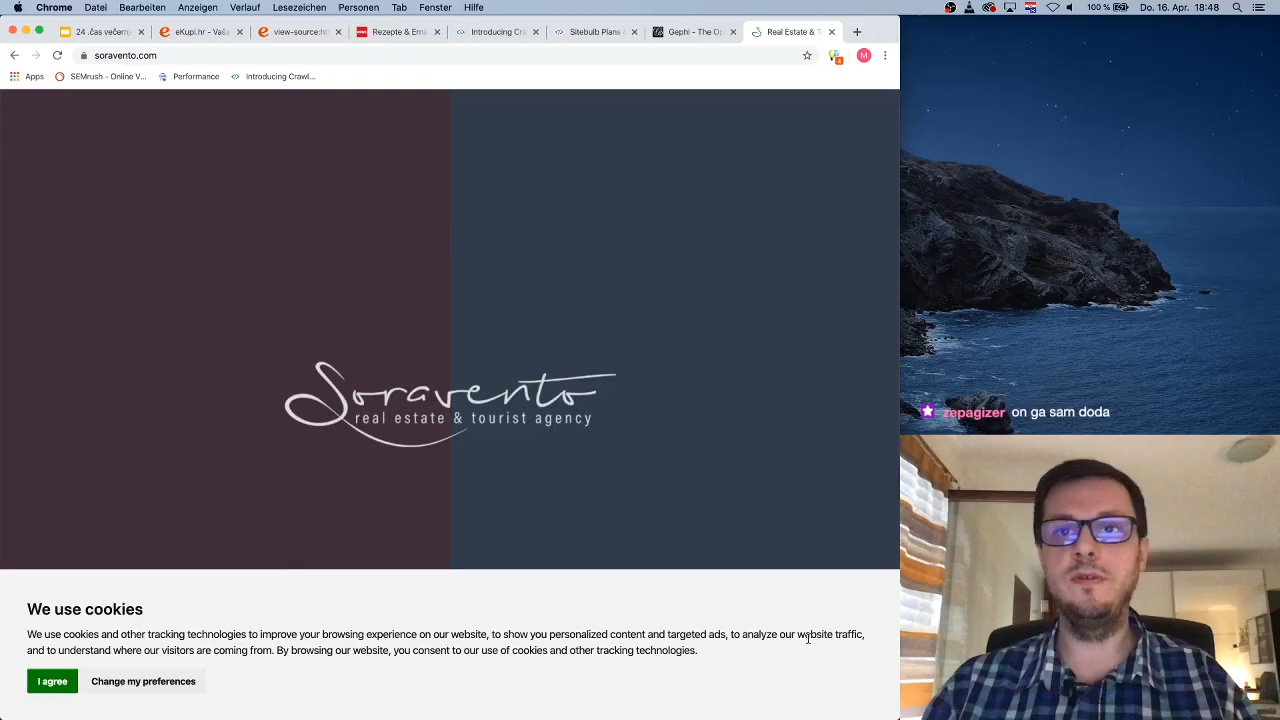 Chrome Datei Bearbeiten Anzeigen Verlauf Lesezeichen Personen Tab Fenster Hilfe 100 % Do. 16. Apr. 18:48
24 .čas večern eKupi.hr - Vaše view-source:ht Rezepte & Ema Introducing Cra Sitebulb Plans Gephi - The Op Real Estate & T
soravento.com M
Apps SEMrush - Online V... Performance Introducing Crawl...
Soravento
real estate & tourist agency
zepagizer on ga sam doda
We use cookies
We use cookies and other tracking technologies to improve your browsing experience on our website, to show you personalized content and targeted ads, to analyze our website traffic,
and to understand where our visitors are coming from. By browsing our website, you consent to our use of cookies and other tracking technologies.
I agree Change my preferences